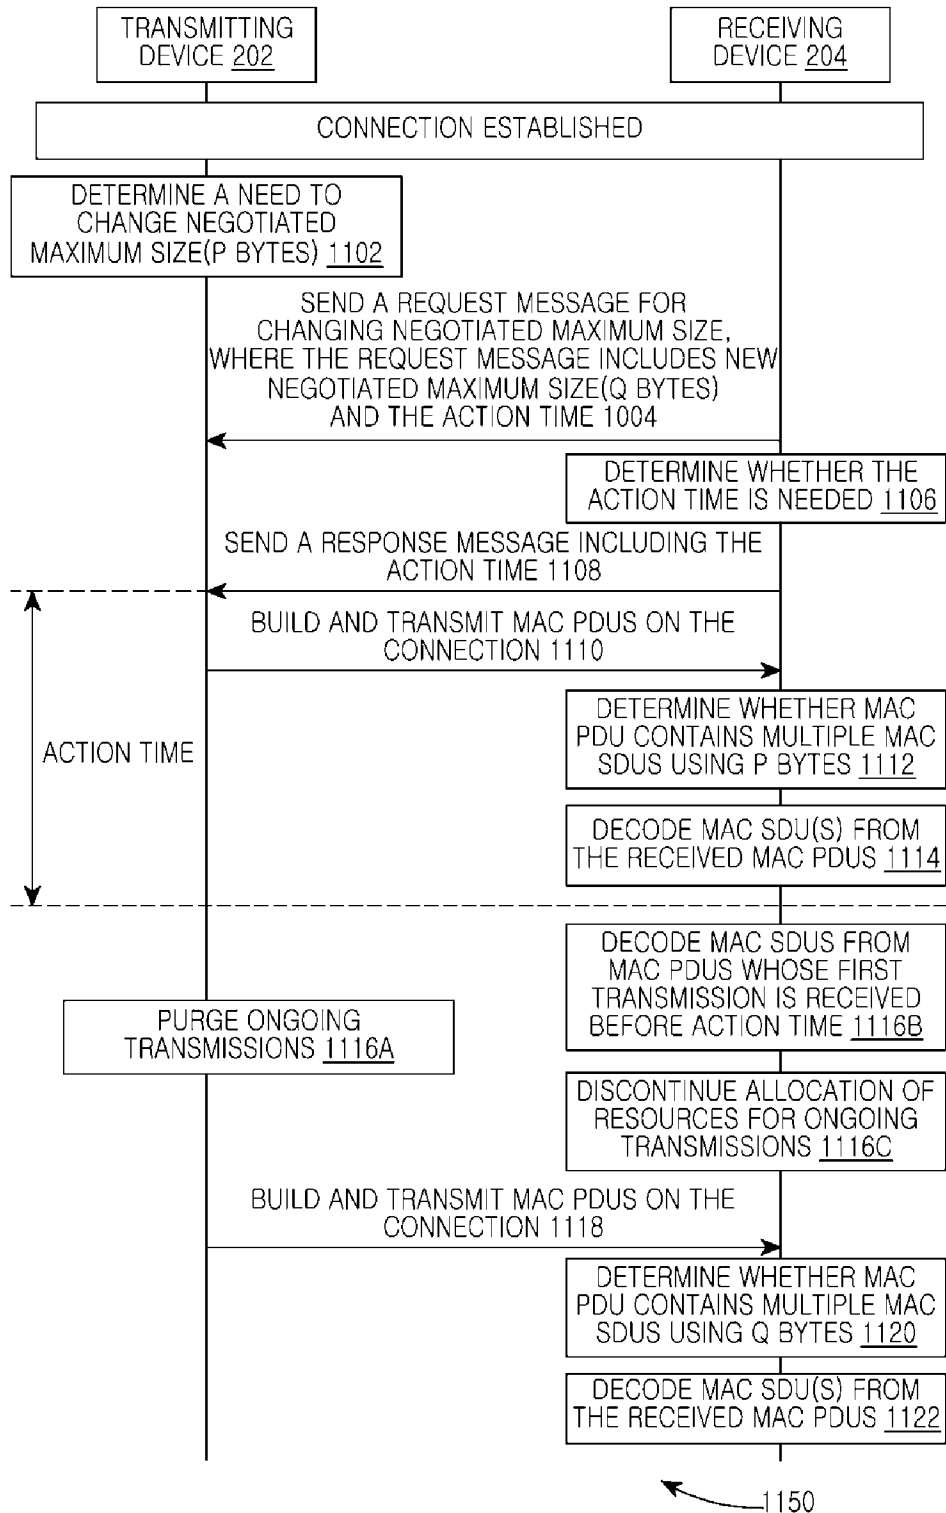 TRANSMITTING
DEVICE 202
RECEIVING
DEVICE 204
CONNECTION ESTABLISHED
DETERMINE A NEED TO
CHANGE NEGOTIATED
MAXIMUM SIZE(P BYTES) 1102
SEND A REQUEST MESSAGE FOR
CHANGING NEGOTIATED MAXIMUM SIZE,
WHERE THE REQUEST MESSAGE INCLUDES NEW
NEGOTIATED MAXIMUM SIZE(Q BYTES)
AND THE ACTION TIME 1004
DETERMINE WHETHER THE
ACTION TIME IS NEEDED 1106
SEND A RESPONSE MESSAGE INCLUDING THE
ACTION TIME 1108
BUILD AND TRANSMIT MAC PDUS ON THE
CONNECTION 1110
ACTION TIME
DETERMINE WHETHER MAC
PDU CONTAINS MULTIPLE MAC
SDUS USING P BYTES 1112
DECODE MAC SDU(S) FROM
THE RECEIVED MAC PDUS 1114
DECODE MAC SDUS FROM
MAC PDUS WHOSE FIRST
TRANSMISSION IS RECEIVED
BEFORE ACTION TIME 1116B
PURGE ONGOING
TRANSMISSIONS 1116A
DISCONTINUE ALLOCATION OF
RESOURCES FOR ONGOING
TRANSMISSIONS 1116C
BUILD AND TRANSMIT MAC PDUS ON THE
CONNECTION 1118
DETERMINE WHETHER MAC
PDU CONTAINS MULTIPLE MAC
SDUS USING Q BYTES 1120
DECODE MAC SDU(S) FROM
THE RECEIVED MAC PDUS 1122
1150